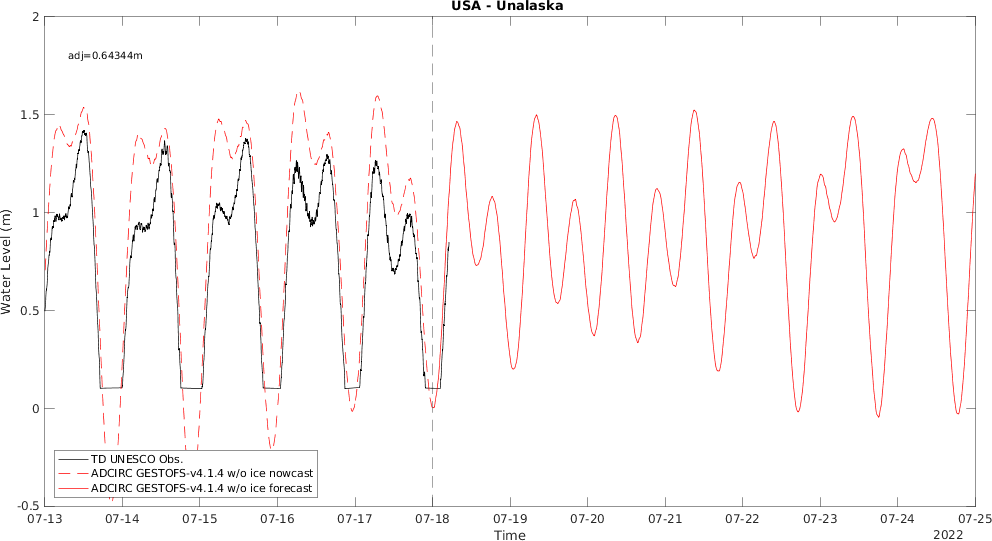 USA - Unalaska
2
adj=0.64344m
1.5
1
0.5
0
-0.5
Water Level (m)
TD UNESCO Obs.
ADCIRC GESTOFS-v4.1.4 w/o ice nowcast
ADCIRC GESTOFS-v4.1.4 w/o ice forecast
07-13 07-14 07-15 07-16 07-17 07-18 07-19 07-20 07-21 07-22 07-23 07-24 07-25
Time
2022